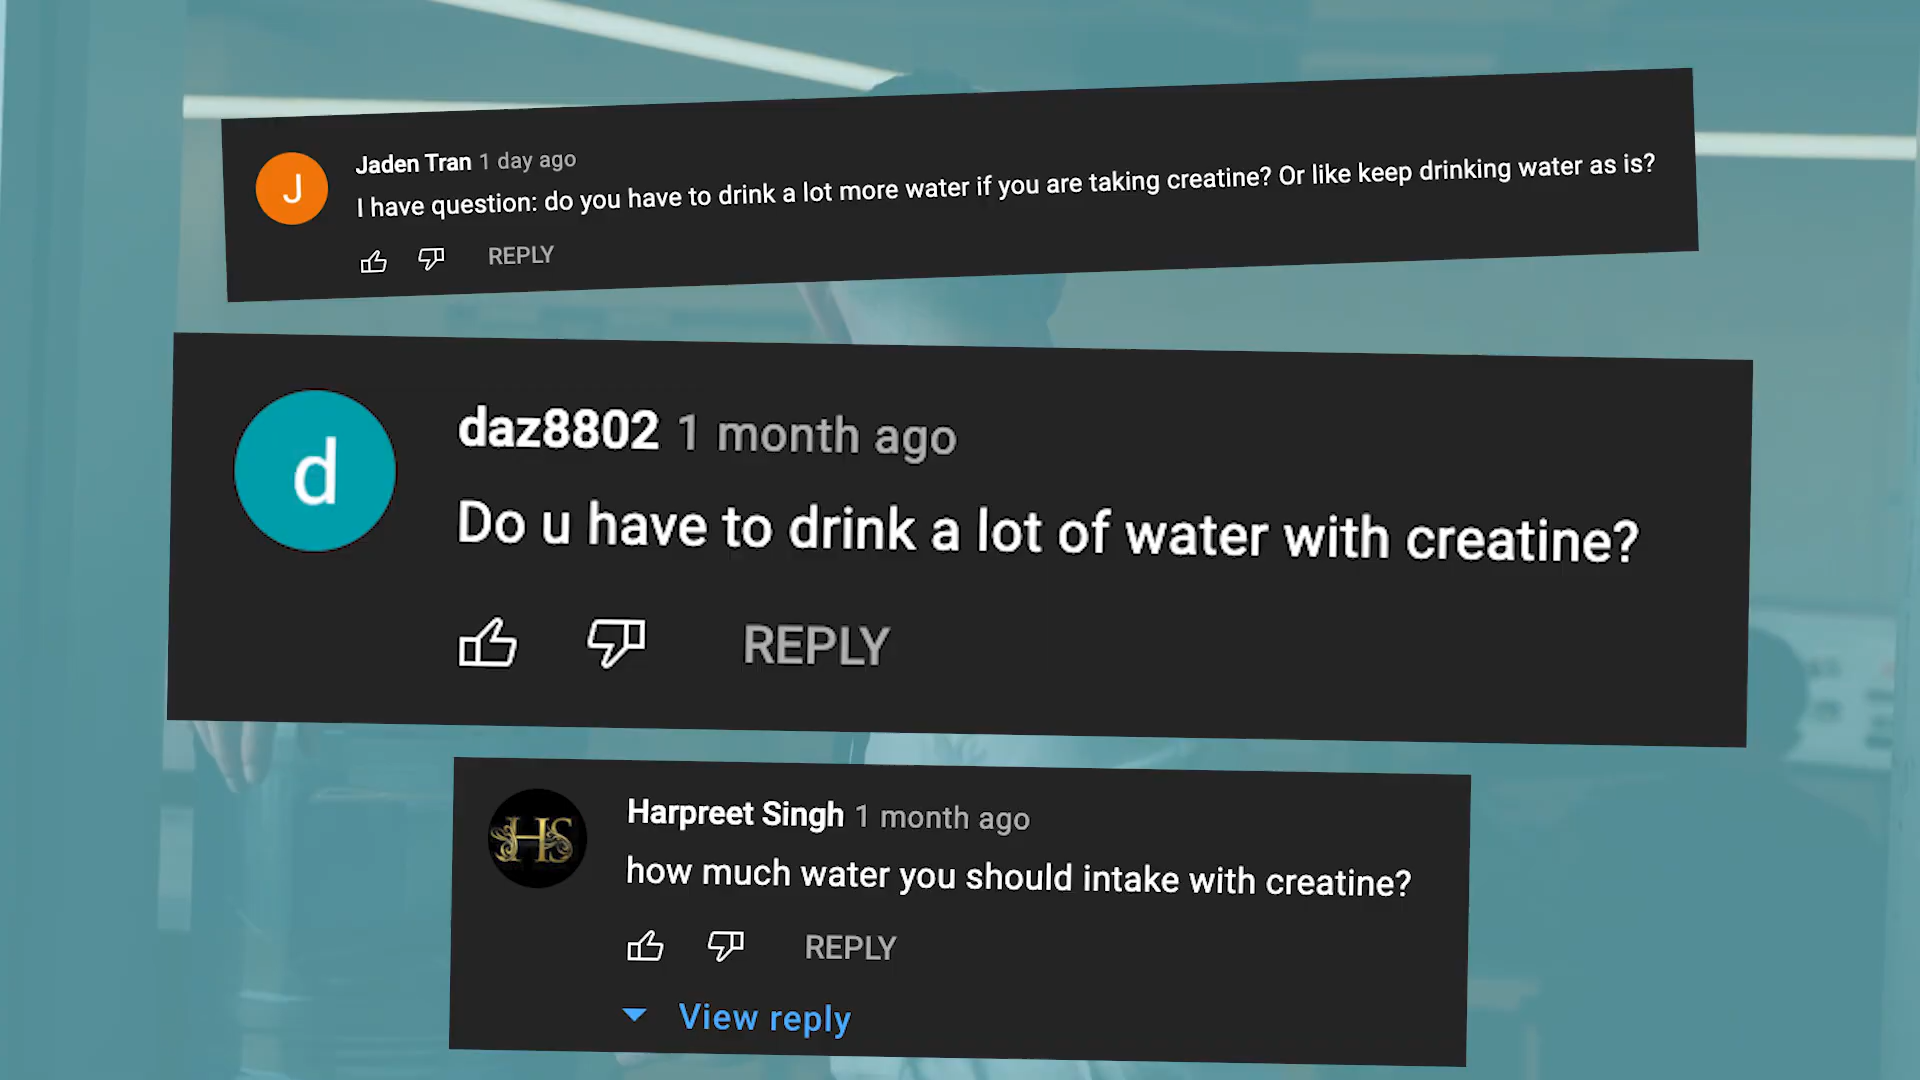 J
Jaden Tran 1 day ago
I have question: do you have to drink a lot more water if you are taking creatine? Or like keep drinking water as is?
REPLY
d
daz8802 1 month ago
Do u have to drink a lot of water with creatine?
REPLY
HS
Harpreet Singh 1 month ago
how much water you should intake with creatine?
REPLY
View reply